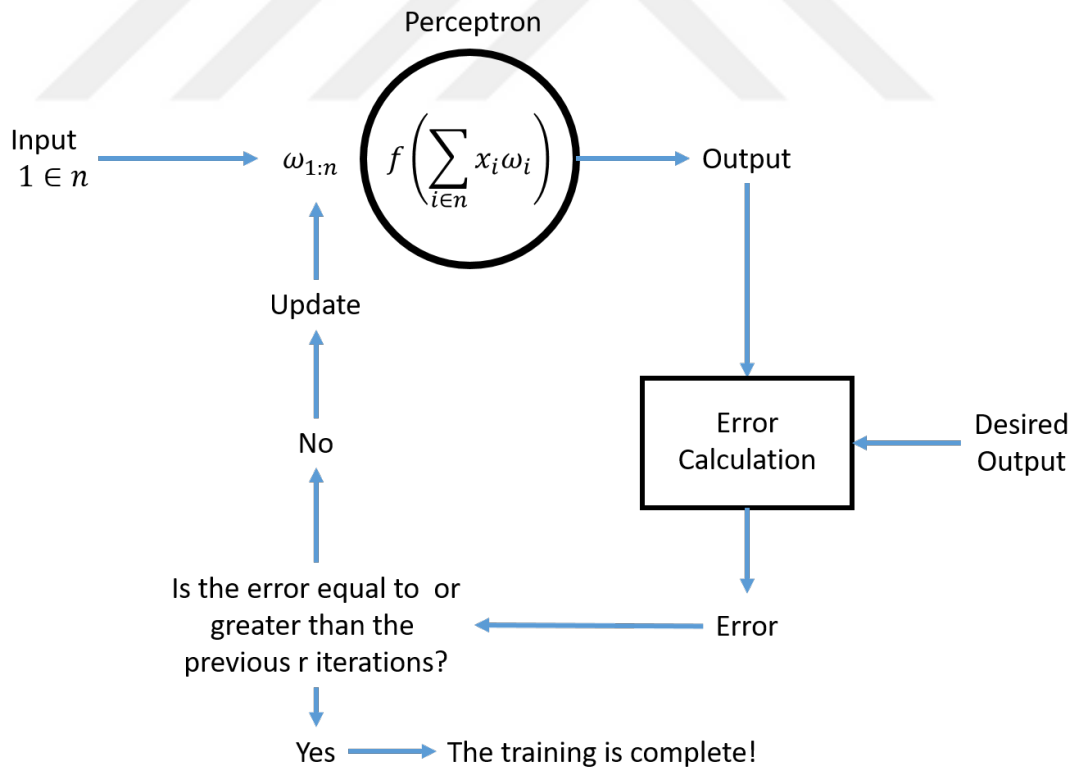 Perceptron
Input
1 ∈ n
ω₁:ₙ
f(∑ xᵢωᵢ)
i∈n
Output
Update
No
Error
Calculation
Desired
Output
Is the error equal to or
greater than the
previous r iterations?
Error
Yes
The training is complete!